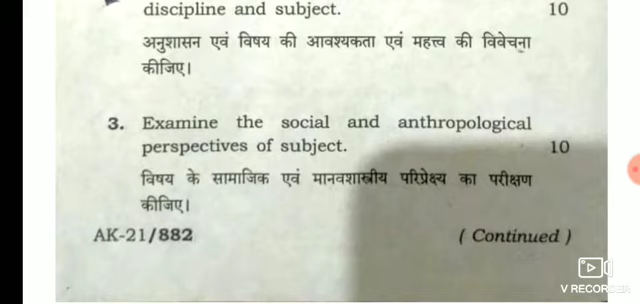 discipline and subject. 10
अनुशासन एवं विषय की आवश्यकता एवं महत्त्व की विवेचना
कीजिए।
3. Examine the social and anthropological
perspectives of subject. 10
विषय के सामाजिक एवं मानवशास्त्रीय परिप्रेक्ष्य का परीक्षण
कीजिए।
AK-21/882 ( Continued )
V RECORDER